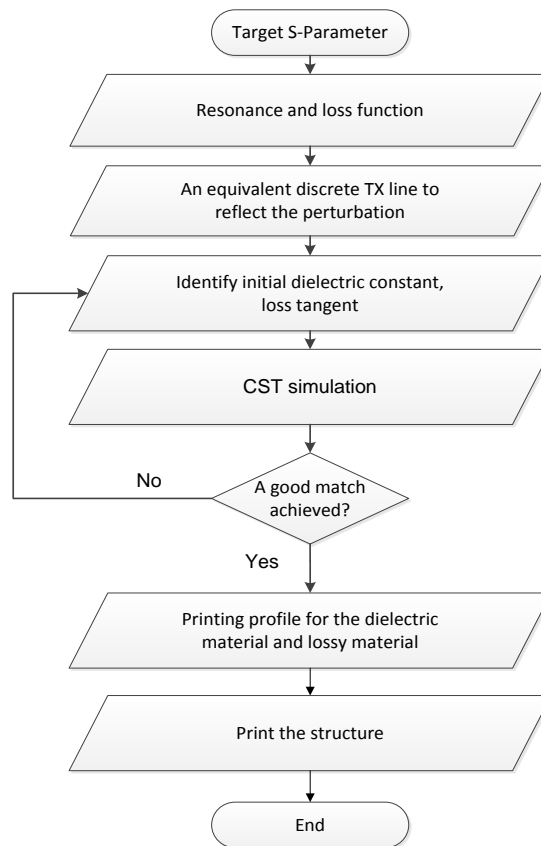 Target S-Parameter
Resonance and loss function
An equivalent discrete TX line to
reflect the perturbation
Identify initial dielectric constant,
loss tangent
CST simulation
No
A good match
achieved?
Yes
Printing profile for the dielectric
material and lossy material
Print the structure
End